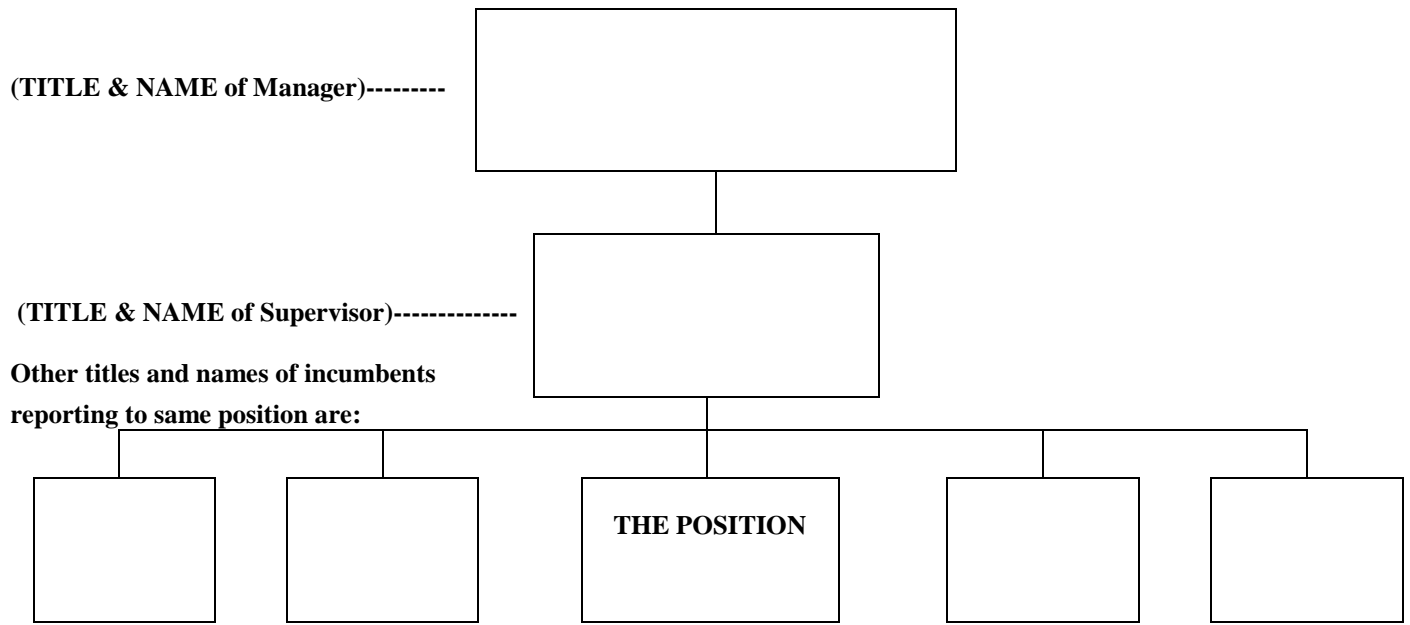 (TITLE & NAME of Manager)---------
(TITLE & NAME of Supervisor)--------------
Other titles and names of incumbents
reporting to same position are:
THE POSITION